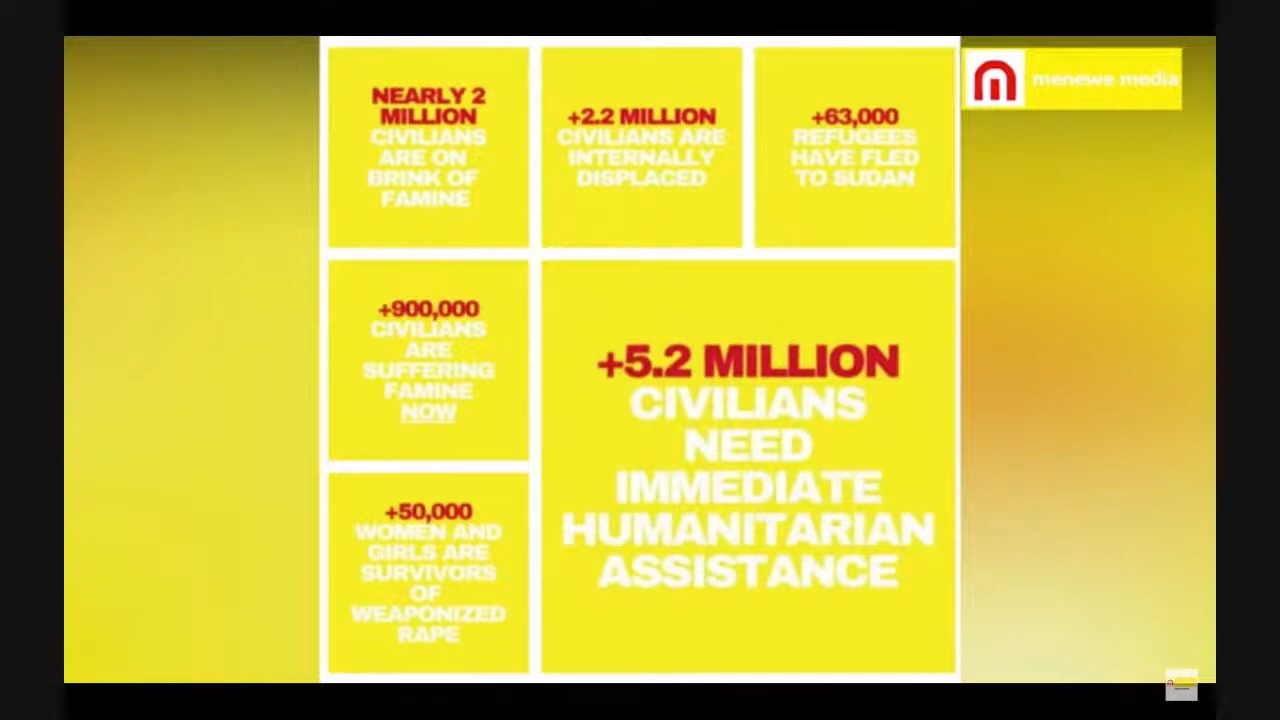 NEARLY 2
MILLION
CIVILIANS
ARE ON
BRINK OF
FAMINE
+2.2 MILLION
CIVILIANS ARE
INTERNALLY
DISPLACED
+63,000
REFUGEES
HAVE FLED
TO SUDAN
menewe media
+900,000
CIVILIANS
ARE
SUFFERING
FAMINE
NOW
+5.2 MILLION
CIVILIANS
NEED
IMMEDIATE
HUMANITARIAN
ASSISTANCE
+50,000
WOMEN AND
GIRLS ARE
SURVIVORS
OF
WEAPONIZED
RAPE